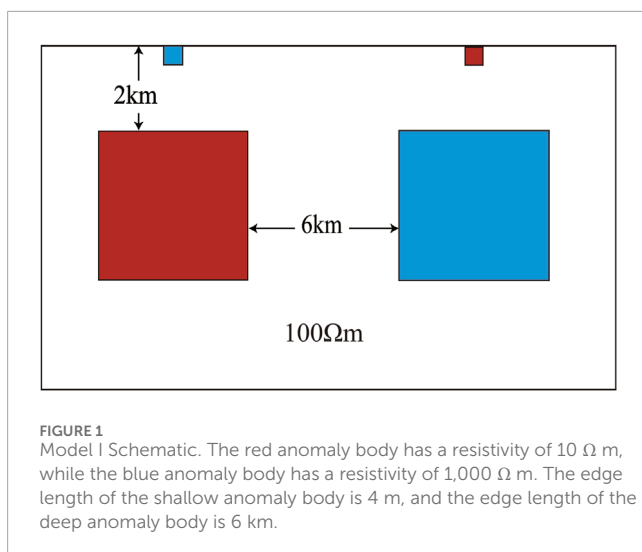 2km
6km
100Ωm
FIGURE 1
Model I Schematic. The red anomaly body has a resistivity of 10 Ω m,
while the blue anomaly body has a resistivity of 1,000 Ω m. The edge
length of the shallow anomaly body is 4 m, and the edge length of the
deep anomaly body is 6 km.